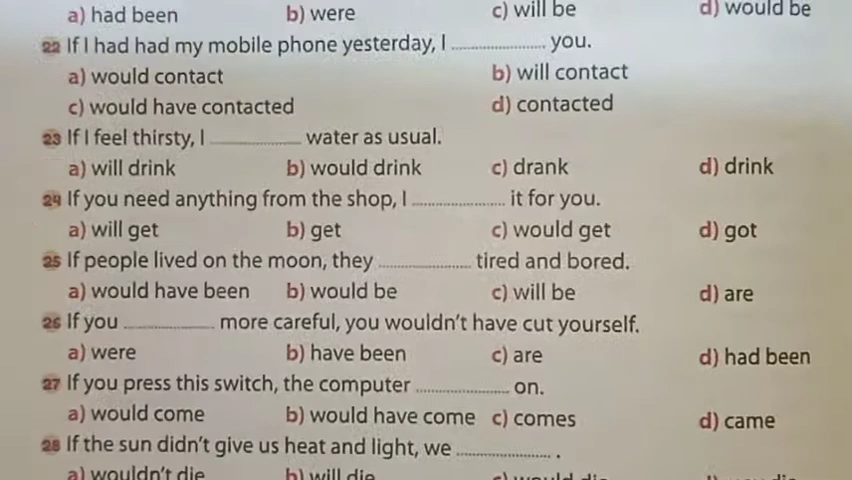 a) had been b) were c) will be d) would be
22 If I had had my mobile phone yesterday, I .................... you.
a) would contact b) will contact
c) would have contacted d) contacted
23 If I feel thirsty, I .................... water as usual.
a) will drink b) would drink c) drank d) drink
24 If you need anything from the shop, I .................... it for you.
a) will get b) get c) would get d) got
25 If people lived on the moon, they .................... tired and bored.
a) would have been b) would be c) will be d) are
26 If you .................... more careful, you wouldn't have cut yourself.
a) were b) have been c) are d) had been
27 If you press this switch, the computer .................... on.
a) would come b) would have come c) comes d) came
28 If the sun didn't give us heat and light, we .................... .
a) wouldn't die b) will die c) would die